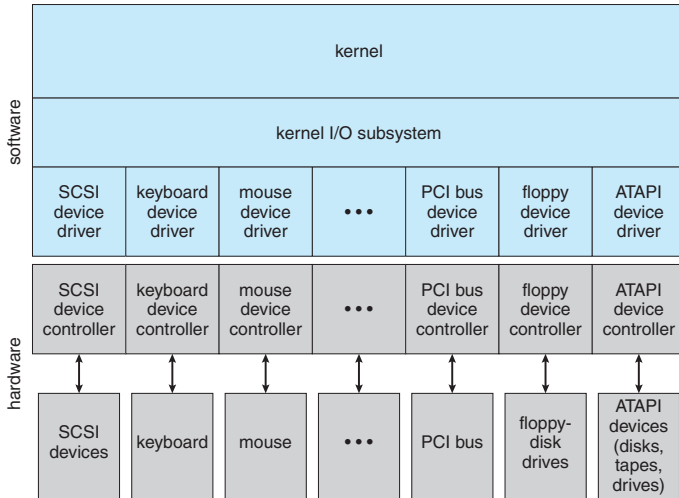 kernel
kernel I/O subsystem
software
SCSI
device
driver
keyboard
device
driver
mouse
device
driver
•••
PCI bus
device
driver
floppy
device
driver
ATAPI
device
driver
hardware
SCSI
device
controller
keyboard
device
controller
mouse
device
controller
•••
PCI bus
device
controller
floppy
device
controller
ATAPI
device
controller
SCSI
devices
keyboard
mouse
•••
PCI bus
floppy-
disk
drives
ATAPI
devices
(disks,
tapes,
drives)